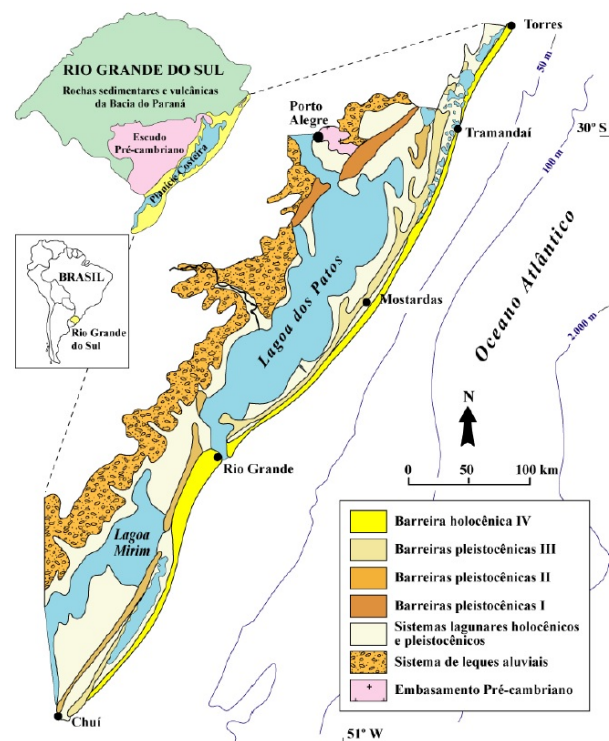 Torres
RIO GRANDE DO SUL
Rochas sedimentares e vulcânicas
da Bacia do Paraná
50 m
Porto
Alegre
Escudo
Pré-cambriano
Tramandaí
30º S
100 m
Planície Costeira
BRASIL
Rio Grande
do Sul
Lagoa dos Patos
Mostardas
Oceano Atlântico
2.000 m
N
Rio Grande
0 50 100 km
Lagoa
Mirim
Barreira holocênica IV
Barreiras pleistocênicas III
Barreiras pleistocênicas II
Barreiras pleistocênicas I
Sistemas lagunares holocênicos
e pleistocênicos
Sistema de leques aluviais
+ Embasamento Pré-cambriano
Chuí
51º W